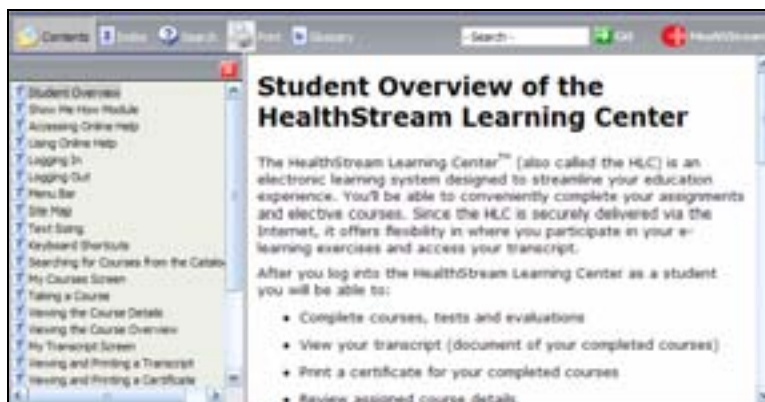 Contents Index Search Print Glossary - Search - Go HealthStream
Student Overview
Show Me How Module
Accessing Online Help
Using Online Help
Logging In
Logging Out
Menu Bar
Site Map
Text Sizing
Keyboard Shortcuts
Searching for Courses from the Catalo
My Courses Screen
Taking a Course
Viewing the Course Details
Viewing the Course Overview
My Transcript Screen
Viewing and Printing a Transcript
Viewing and Printing a Certificate
Student Overview of the
HealthStream Learning Center
The HealthStream Learning Center™ (also called the HLC) is an
electronic learning system designed to streamline your education
experience. You'll be able to conveniently complete your assignments
and elective courses. Since the HLC is securely delivered via the
Internet, it offers flexibility in where you participate in your e-
learning exercises and access your transcript.
After you log into the HealthStream Learning Center as a student
you will be able to:
• Complete courses, tests and evaluations
• View your transcript (document of your completed courses)
• Print a certificate for your completed courses
• Review assigned course details